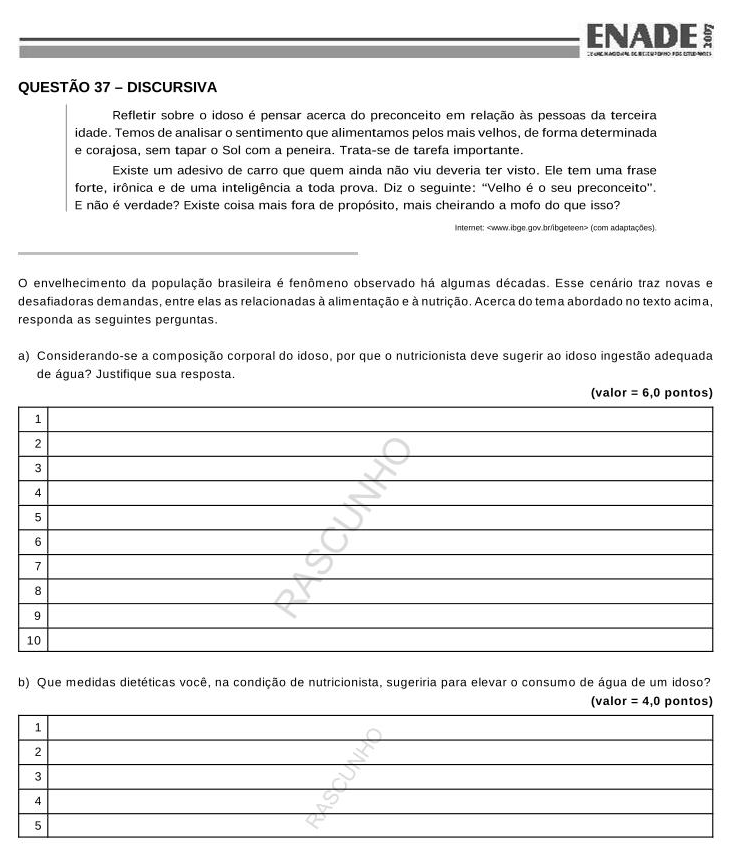 ENADE 2007
EXAME NACIONAL DE DESEMPENHO DOS ESTUDANTES
QUESTÃO 37 – DISCURSIVA
Refletir sobre o idoso é pensar acerca do preconceito em relação às pessoas da terceira
idade. Temos de analisar o sentimento que alimentamos pelos mais velhos, de forma determinada
e corajosa, sem tapar o Sol com a peneira. Trata-se de tarefa importante.
Existe um adesivo de carro que quem ainda não viu deveria ter visto. Ele tem uma frase
forte, irônica e de uma inteligência a toda prova. Diz o seguinte: “Velho é o seu preconceito”.
E não é verdade? Existe coisa mais fora de propósito, mais cheirando a mofo do que isso?
Internet: <www.ibge.gov.br/ibgeteen> (com adaptações).
O envelhecimento da população brasileira é fenômeno observado há algumas décadas. Esse cenário traz novas e
desafiadoras demandas, entre elas as relacionadas à alimentação e à nutrição. Acerca do tema abordado no texto acima,
responda as seguintes perguntas.
a) Considerando-se a composição corporal do idoso, por que o nutricionista deve sugerir ao idoso ingestão adequada
de água? Justifique sua resposta.
(valor = 6,0 pontos)
1
2
3
4
5
6
7
8
9
10
RASCUNHO
b) Que medidas dietéticas você, na condição de nutricionista, sugeriria para elevar o consumo de água de um idoso?
(valor = 4,0 pontos)
1
2
3
4
5
RASCUNHO